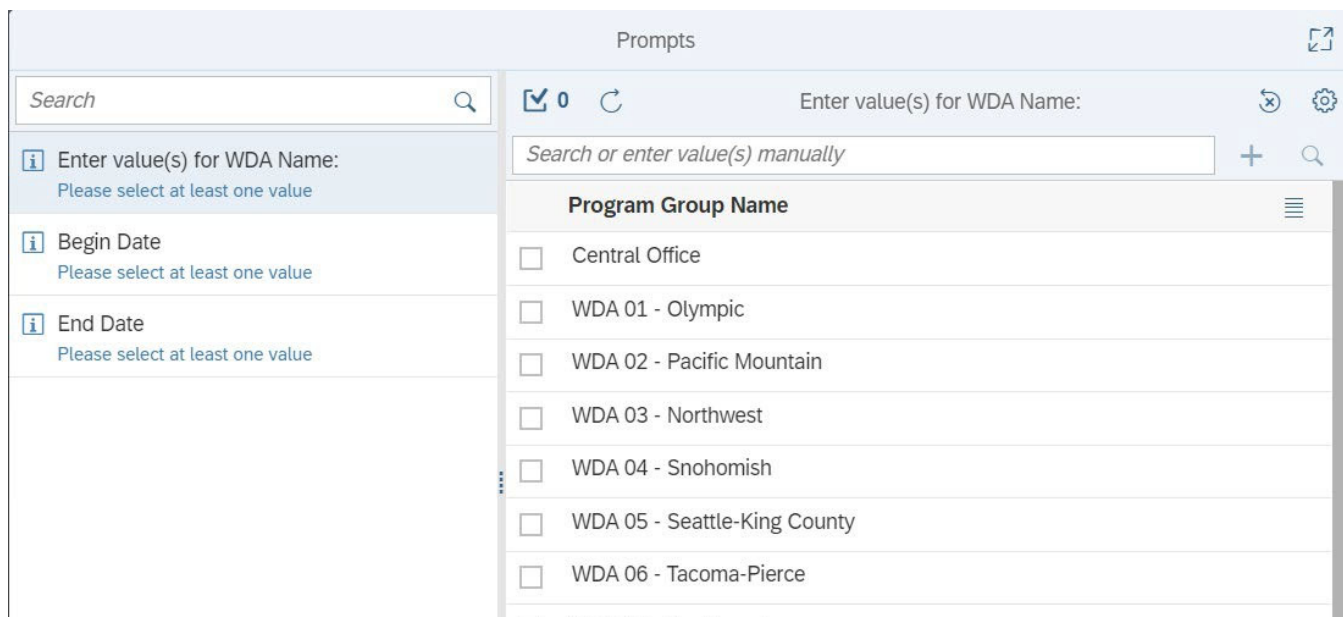 Prompts
Search
Enter value(s) for WDA Name:
Please select at least one value
Begin Date
Please select at least one value
End Date
Please select at least one value
0
Enter value(s) for WDA Name:
Search or enter value(s) manually
Program Group Name
Central Office
WDA 01 - Olympic
WDA 02 - Pacific Mountain
WDA 03 - Northwest
WDA 04 - Snohomish
WDA 05 - Seattle-King County
WDA 06 - Tacoma-Pierce